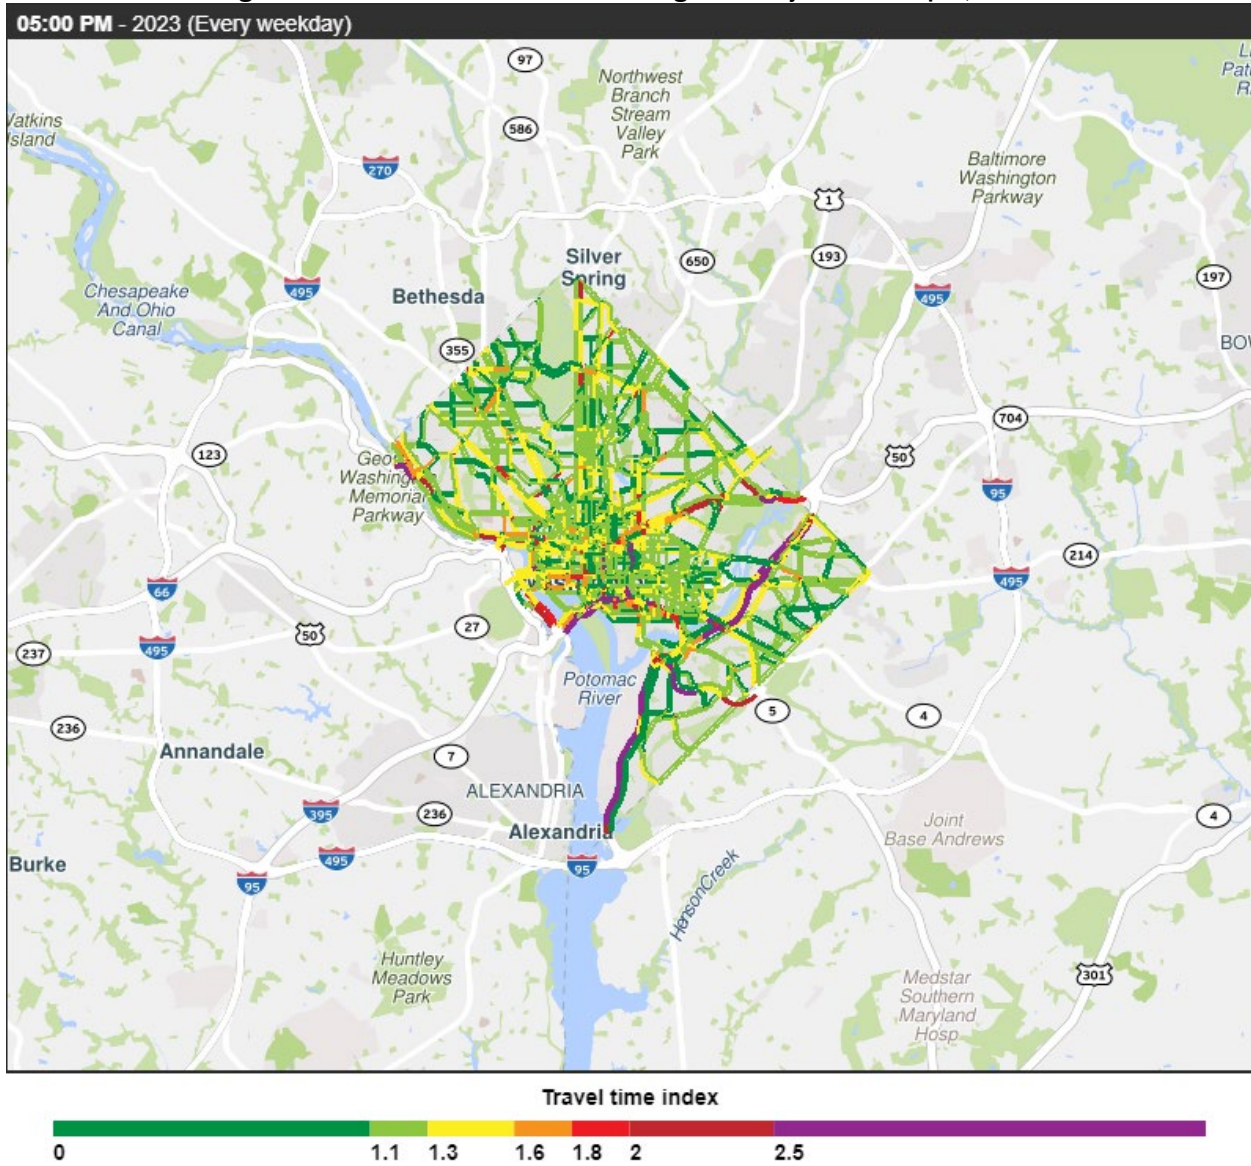 05:00 PM - 2023 (Every weekday)
97
Northwest
Branch
Stream
Valley
Park
586
270
Baltimore
Washington
Parkway
1
Silver
Spring
650
193
197
495
Bethesda
495
Chesapeake
And Ohio
Canal
355
704
50
123
95
214
495
66
50
27
237
495
Potomac
River
5
4
236
Annandale
7
ALEXANDRIA
395
236
Alexandria
Joint
Base Andrews
4
Burke
495
95
95
HensonCreek
Huntley
Meadows
Park
Medstar
Southern
Maryland
Hosp
301
Travel time index
0 1.1 1.3 1.6 1.8 2 2.5